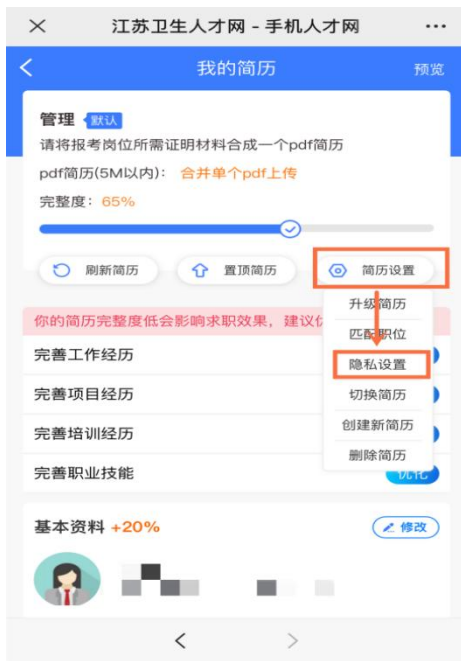 江苏卫生人才网 - 手机人才网
我的简历
预览
管理 默认
请将报考岗位所需证明材料合成一个pdf简历
pdf简历(5M以内)： 合并单个pdf上传
完整度：65%
刷新简历 置顶简历 简历设置
升级简历
你的简历完整度低会影响求职效果，建议
匹配职位
完善工作经历
隐私设置
完善项目经历
切换简历
完善培训经历
创建新简历
完善职业技能
删除简历
优化
基本资料 +20%
修改